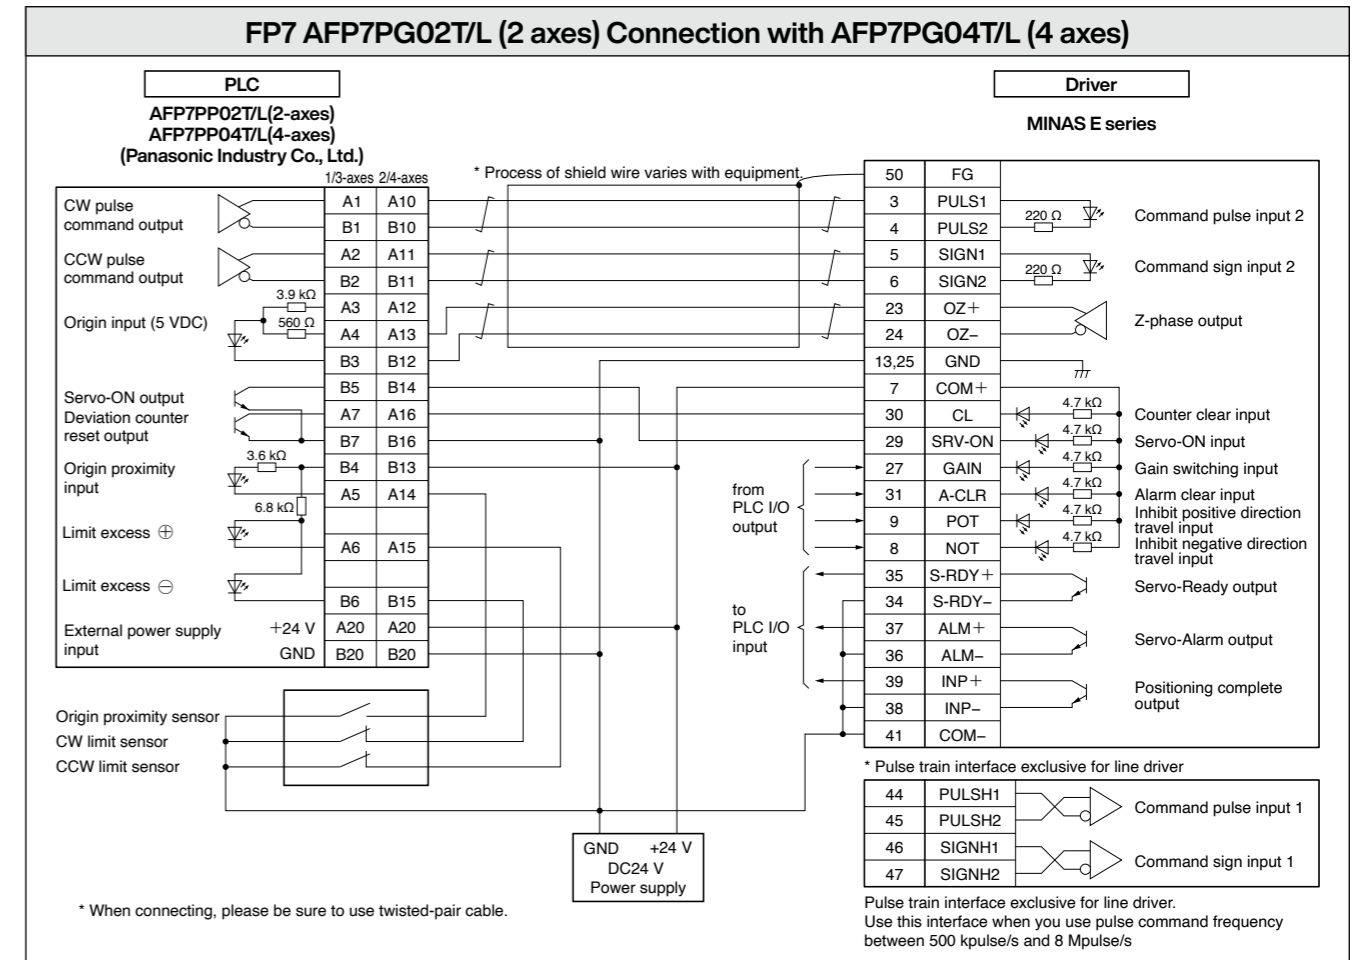 FP7 AFP7PG02T/L (2 axes) Connection with AFP7PG04T/L (4 axes)
PLC
AFP7PP02T/L(2-axes)
AFP7PP04T/L(4-axes)
(Panasonic Industry Co., Ltd.)
Driver
MINAS E series
1/3-axes 2/4-axes
* Process of shield wire varies with equipment.
CW pulse
command output
A1 A10
B1 B10
CCW pulse
command output
A2 A11
B2 B11
Origin input (5 VDC)
3.9 kΩ
560 Ω
A3 A12
A4 A13
B3 B12
Servo-ON output
B5 B14
Deviation counter
reset output
A7 A16
B7 B16
Origin proximity
input
3.6 kΩ
B4 B13
A5 A14
6.8 kΩ
Limit excess ⊕
A6 A15
Limit excess ⊖
B6 B15
External power supply
input
+24 V A20 A20
GND B20 B20
Origin proximity sensor
CW limit sensor
CCW limit sensor
GND +24 V
DC24 V
Power supply
* When connecting, please be sure to use twisted-pair cable.
from
PLC I/O
output
to
PLC I/O
input
50 FG
3 PULS1
4 PULS2
220 Ω
Command pulse input 2
5 SIGN1
6 SIGN2
220 Ω
Command sign input 2
23 OZ+
24 OZ−
Z-phase output
13,25 GND
7 COM+
30 CL 4.7 kΩ Counter clear input
29 SRV-ON 4.7 kΩ Servo-ON input
27 GAIN 4.7 kΩ Gain switching input
31 A-CLR 4.7 kΩ Alarm clear input
9 POT 4.7 kΩ Inhibit positive direction
travel input
8 NOT 4.7 kΩ Inhibit negative direction
travel input
35 S-RDY+
34 S-RDY−
Servo-Ready output
37 ALM+
36 ALM−
Servo-Alarm output
39 INP+
38 INP−
Positioning complete
output
41 COM−
* Pulse train interface exclusive for line driver
44 PULSH1
45 PULSH2
Command pulse input 1
46 SIGNH1
47 SIGNH2
Command sign input 1
Pulse train interface exclusive for line driver.
Use this interface when you use pulse command frequency
between 500 kpulse/s and 8 Mpulse/s